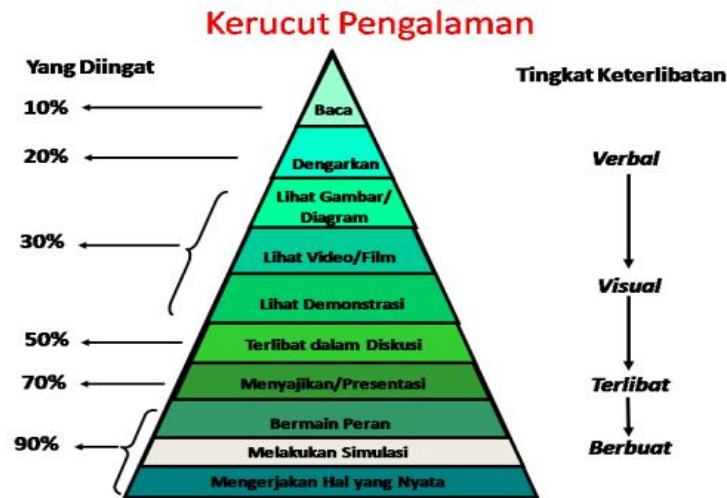 Kerucut Pengalaman
Yang Diingat
Tingkat Keterlibatan
10%
Baca
20%
Dengarkan
Verbal
Lihat Gambar/
Diagram
30%
Lihat Video/Film
Visual
Lihat Demonstrasi
50%
Terlibat dalam Diskusi
70%
Menyajikan/Presentasi
Terlibat
Bermain Peran
90%
Melakukan Simulasi
Berbuat
Mengerjakan Hal yang Nyata